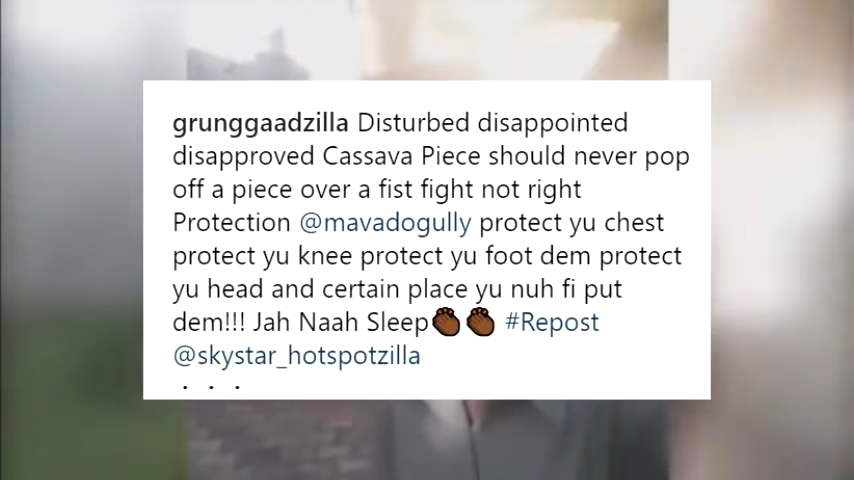 grunggaadzilla Disturbed disappointed
disapproved Cassava Piece should never pop
off a piece over a fist fight not right
Protection @mavadogully protect yu chest
protect yu knee protect yu foot dem protect
yu head and certain place yu nuh fi put
dem!!! Jah Naah Sleep👏🏾👏🏾 #Repost
@skystar_hotspotzilla
. . .